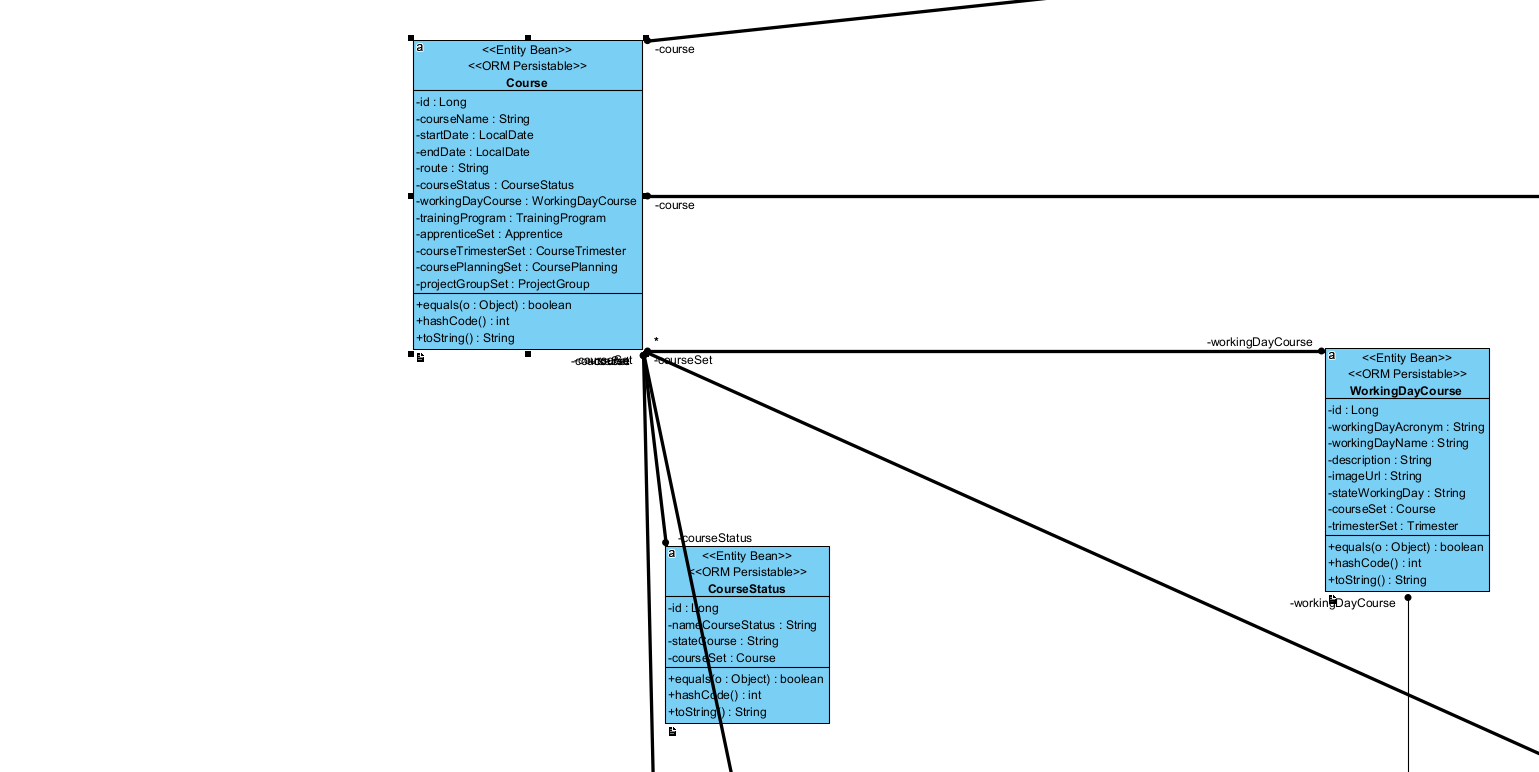 a
<<Entity Bean>>
<<ORM Persistable>>
Course
-id : Long
-courseName : String
-startDate : LocalDate
-endDate : LocalDate
-route : String
-courseStatus : CourseStatus
-workingDayCourse : WorkingDayCourse
-trainingProgram : TrainingProgram
-apprenticeSet : Apprentice
-courseTrimesterSet : CourseTrimester
-coursePlanningSet : CoursePlanning
-projectGroupSet : ProjectGroup
+equals(o : Object) : boolean
+hashCode() : int
+toString() : String
-course
-course
*
-courseSet
-workingDayCourse
a
<<Entity Bean>>
<<ORM Persistable>>
WorkingDayCourse
-id : Long
-workingDayAcronym : String
-workingDayName : String
-description : String
-imageUrl : String
-stateWorkingDay : String
-courseSet : Course
-trimesterSet : Trimester
+equals(o : Object) : boolean
+hashCode() : int
+toString() : String
-workingDayCourse
-courseStatus
a
<<Entity Bean>>
<<ORM Persistable>>
CourseStatus
-id : Long
-nameCourseStatus : String
-stateCourse : String
-courseSet : Course
+equals(o : Object) : boolean
+hashCode() : int
+toString() : String